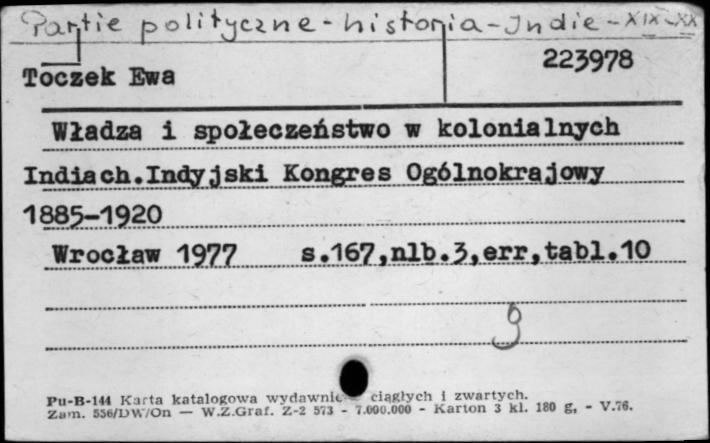 Partie polityczne - historia - Indie - XIX-XX
223978
Toczek Ewa
Władza i społeczeństwo w kolonialnych
Indiach.Indyjski Kongres Ogólnokrajowy
1885-1920
Wrocław 1977 s.167,nlb.3,err,tabl.10
g
Pu-B-144 Karta katalogowa wydawnic ciągłych i zwartych.
Zam. 556/DW/On — W.Z.Graf. Z-2 573 - 7.000.000 - Karton 3 kl. 180 g, - V.76.